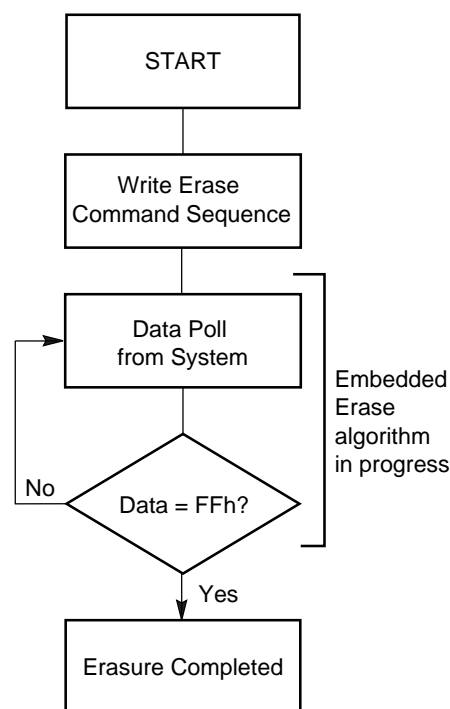 START
Write Erase
Command Sequence
Data Poll
from System
Embedded
Erase
algorithm
in progress
No
Data = FFh?
Yes
Erasure Completed